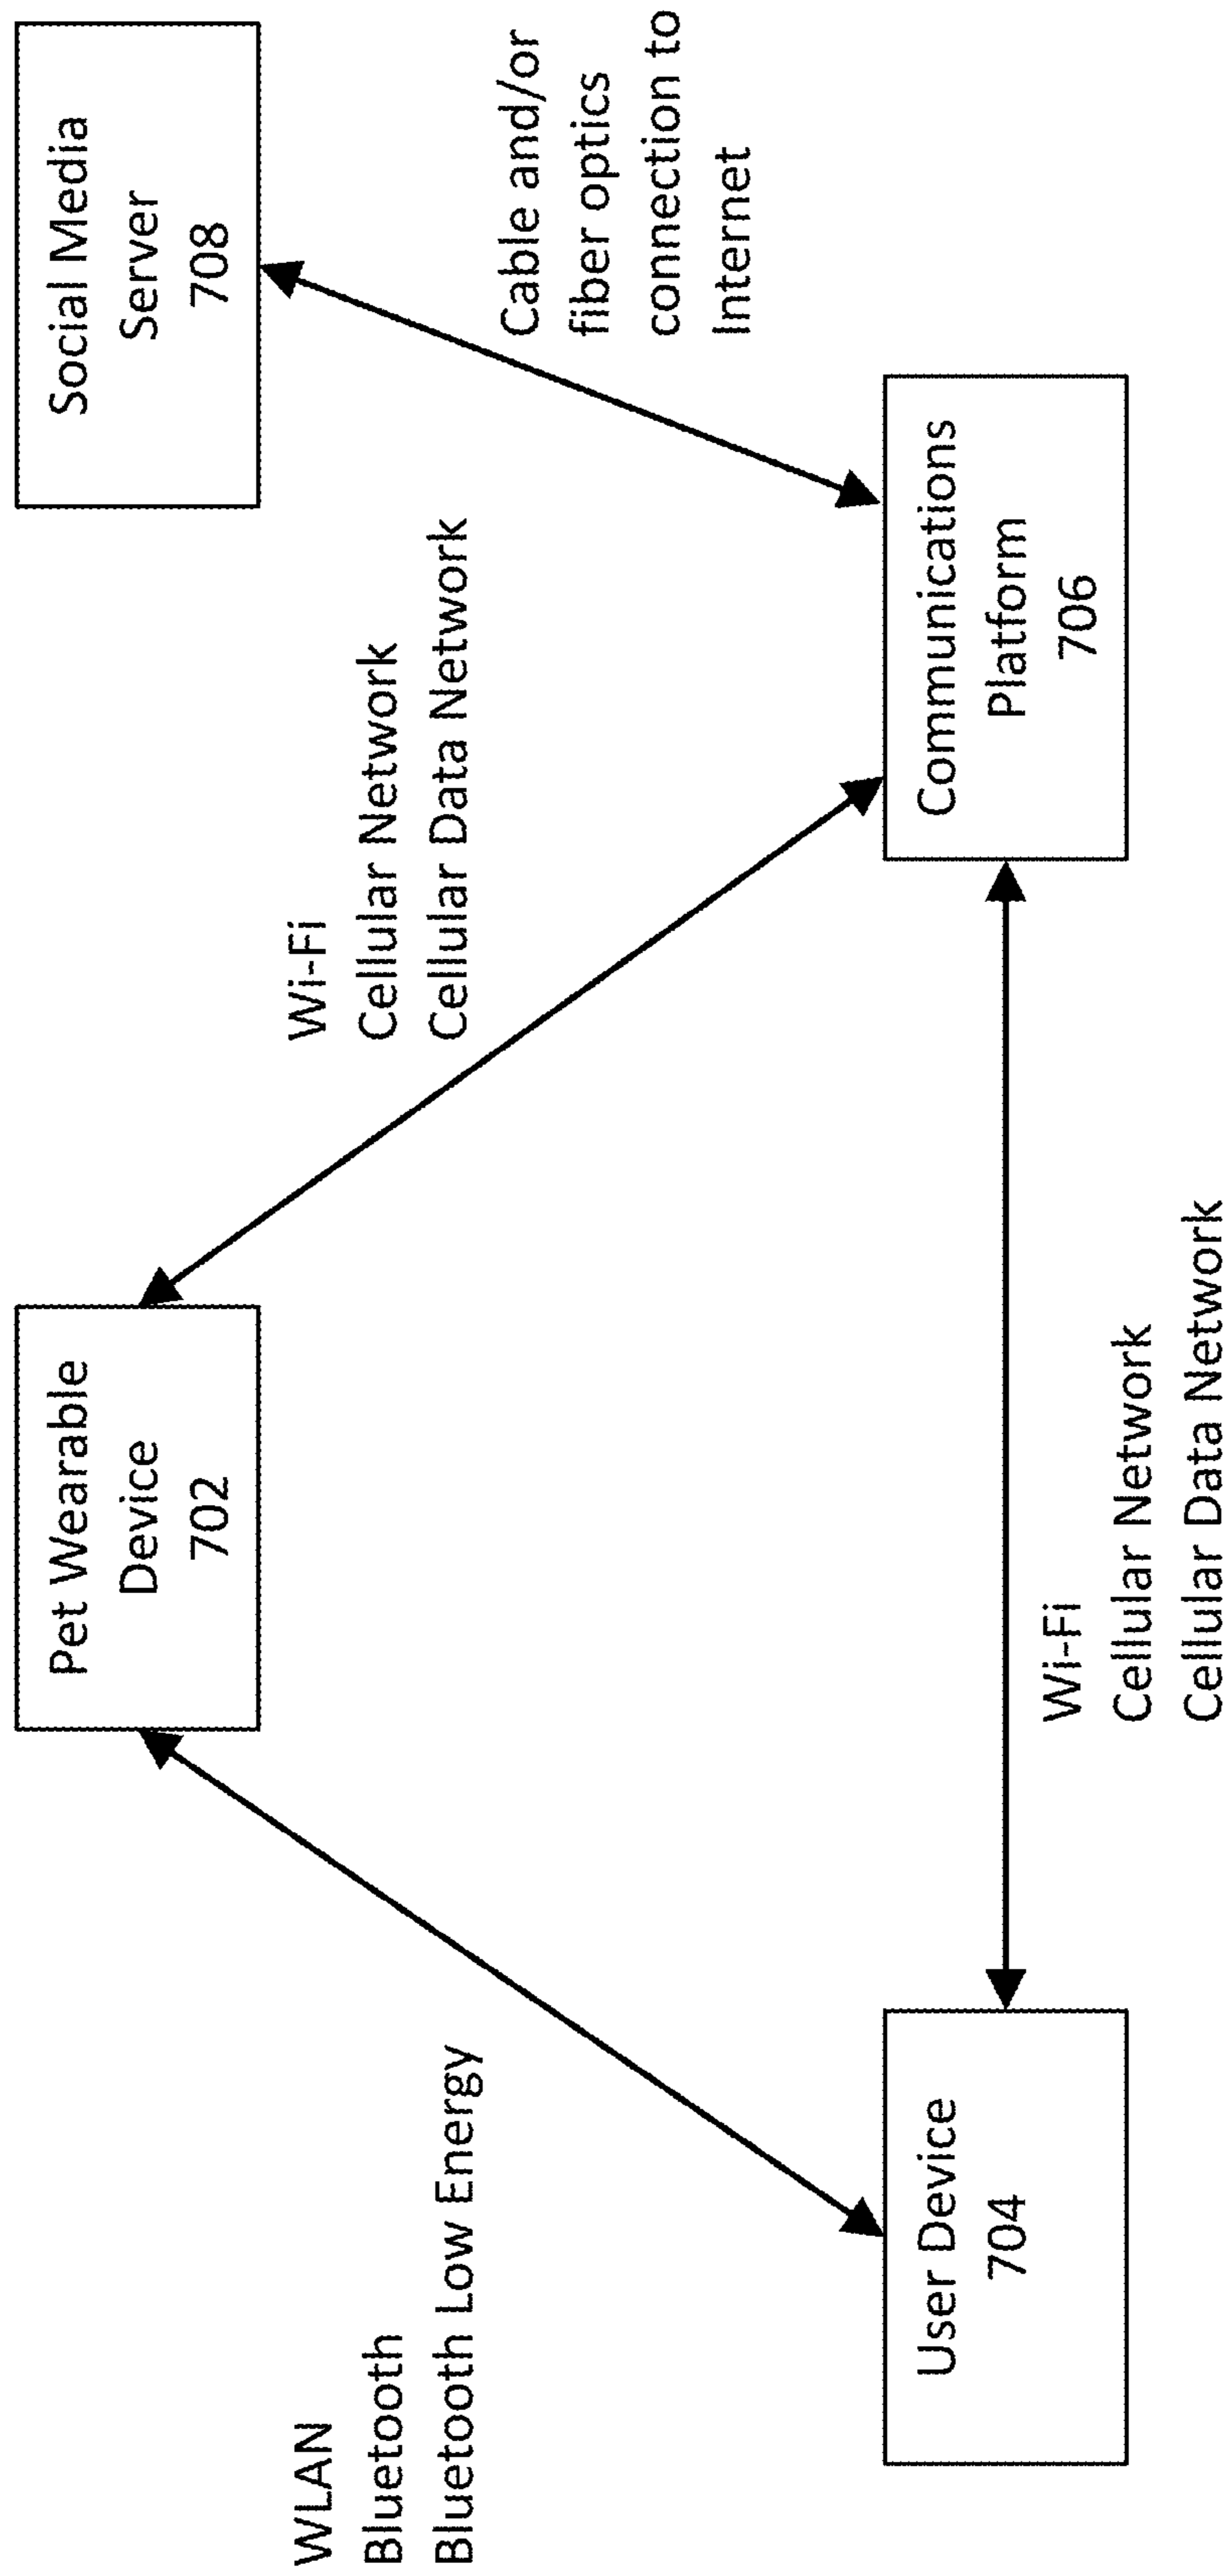 Pet Wearable
Device
702
Social Media
Server
708
WLAN
Bluetooth
Bluetooth Low Energy
Wi-Fi
Cellular Network
Cellular Data Network
Cable and/or
fiber optics
connection to
Internet
User Device
704
Communications
Platform
706
Wi-Fi
Cellular Network
Cellular Data Network